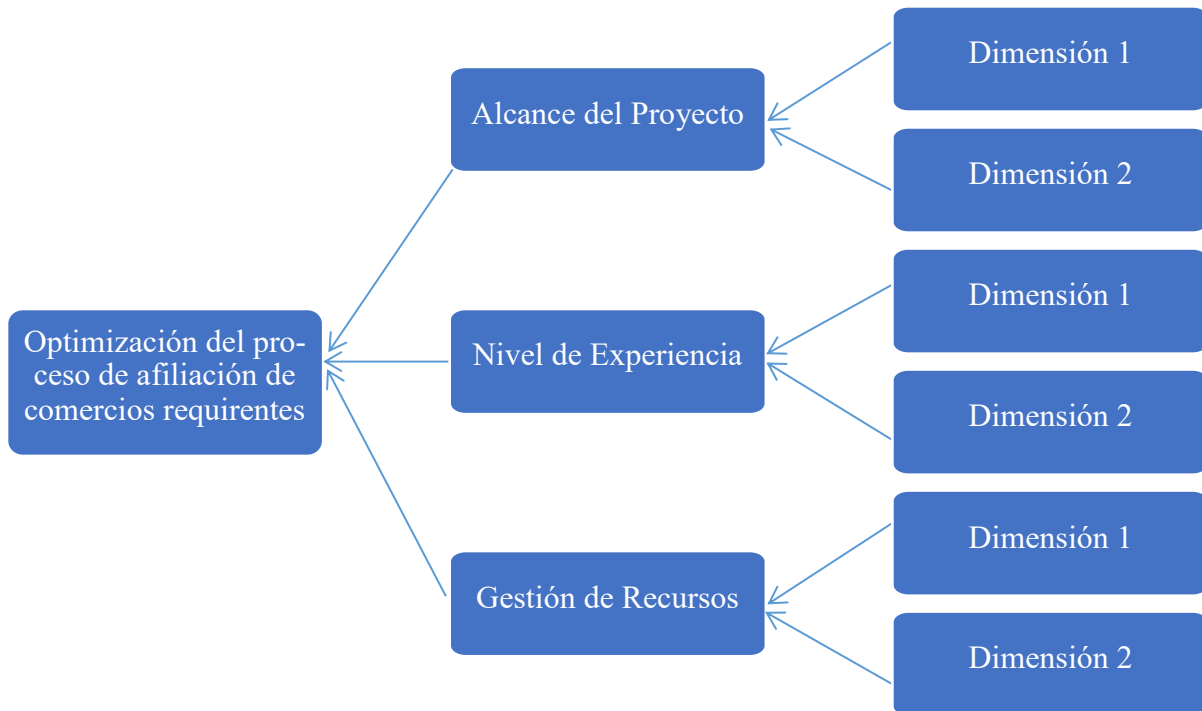 Dimensión 1
Alcance del Proyecto
Dimensión 2
Dimensión 1
Optimización del pro-
ceso de afiliación de
comercios requirentes
Nivel de Experiencia
Dimensión 2
Dimensión 1
Gestión de Recursos
Dimensión 2